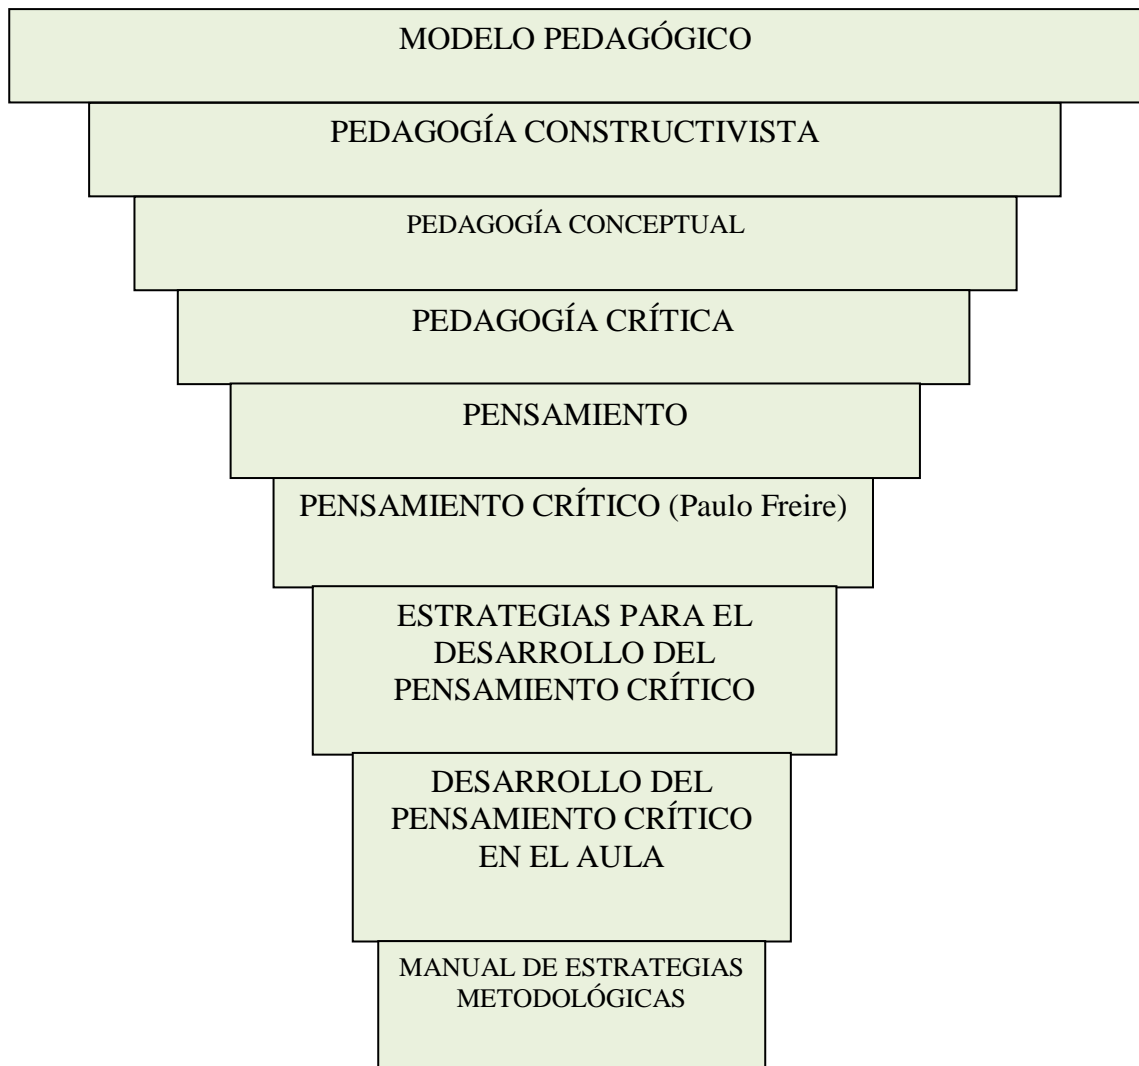 MODELO PEDAGÓGICO
PEDAGOGÍA CONSTRUCTIVISTA
PEDAGOGÍA CONCEPTUAL
PEDAGOGÍA CRÍTICA
PENSAMIENTO
PENSAMIENTO CRÍTICO (Paulo Freire)
ESTRATEGIAS PARA EL
DESARROLLO DEL
PENSAMIENTO CRÍTICO
DESARROLLO DEL
PENSAMIENTO CRÍTICO
EN EL AULA
MANUAL DE ESTRATEGIAS
METODOLÓGICAS